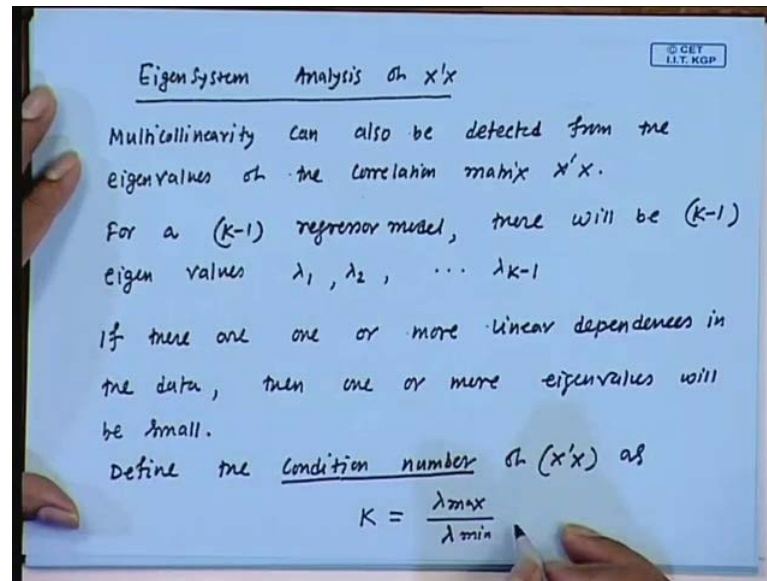 © CET
I.I.T. KGP
Eigen System Analysis of x'x
Multicollinearity can also be detected from the
eigenvalues of the correlation matrix x'x.
For a (K-1) regressor model, there will be (K-1)
eigen values λ1, λ2, ... λK-1
If there are one or more linear dependences in
the data, then one or more eigenvalues will
be small.
Define the condition number of (x'x) as
K = λmax / λmin